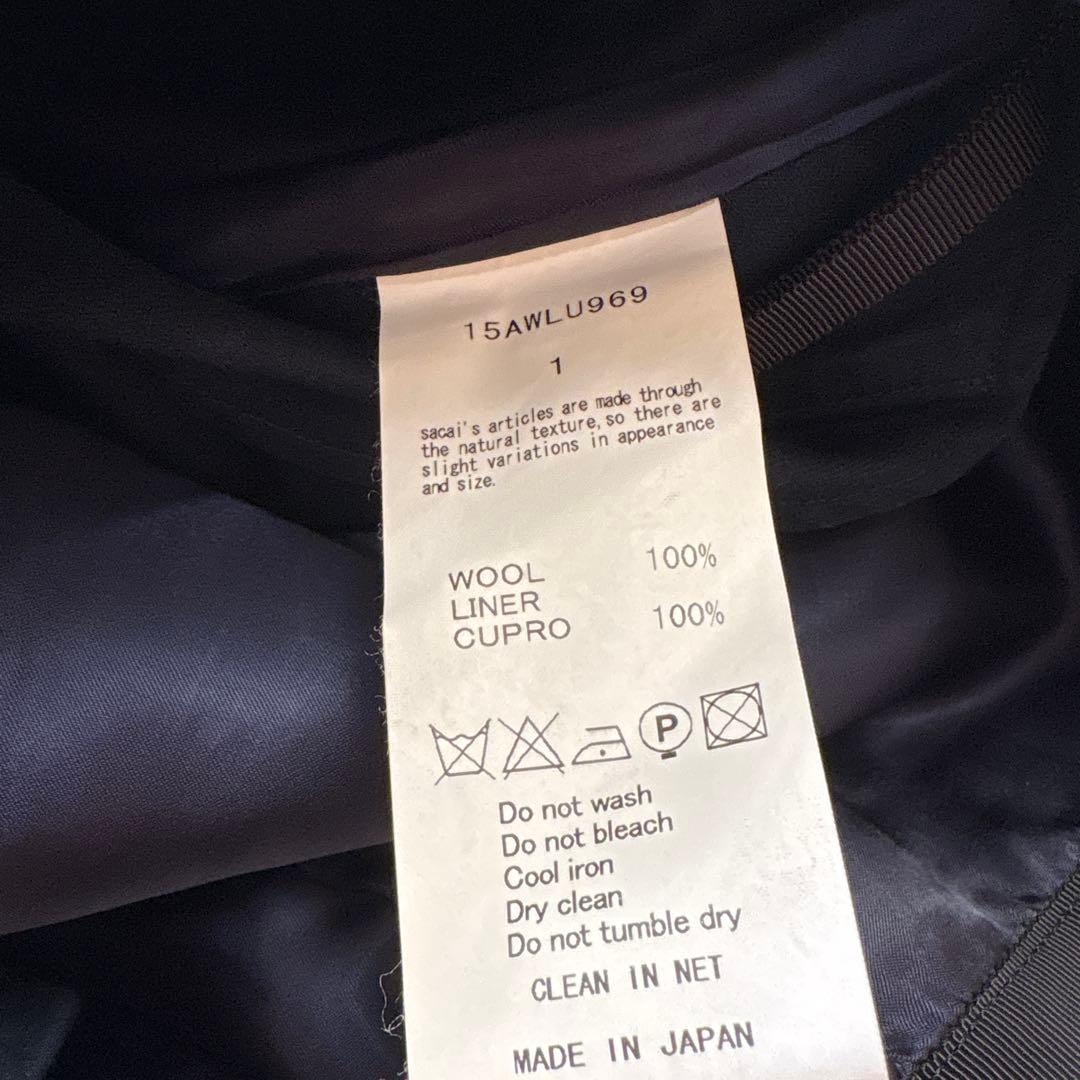 15AWLU969
1
sacai's articles are made through
the natural texture, so there are
slight variations in appearance
and size.
WOOL 100%
LINER
CUPRO 100%
P
Do not wash
Do not bleach
Cool iron
Dry clean
Do not tumble dry
CLEAN IN NET
MADE IN JAPAN